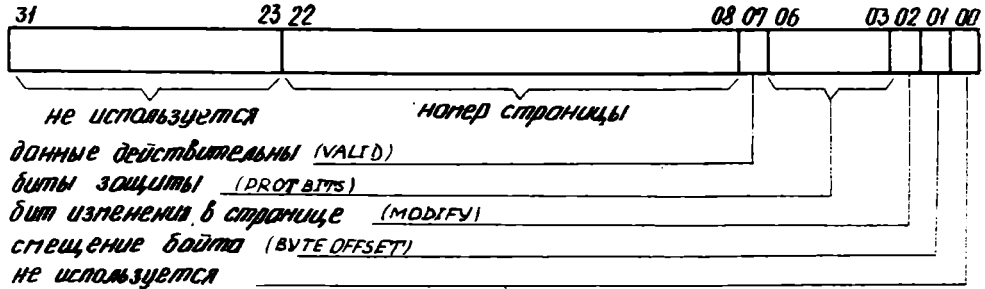 31 23 22 08 07 06 03 02 01 00
не используется номер страницы
данные действительны (VALID)
биты защиты (PROT BITS)
бит изменения в странице (MODIFY)
смещение байта (BYTE OFFSET)
не используется